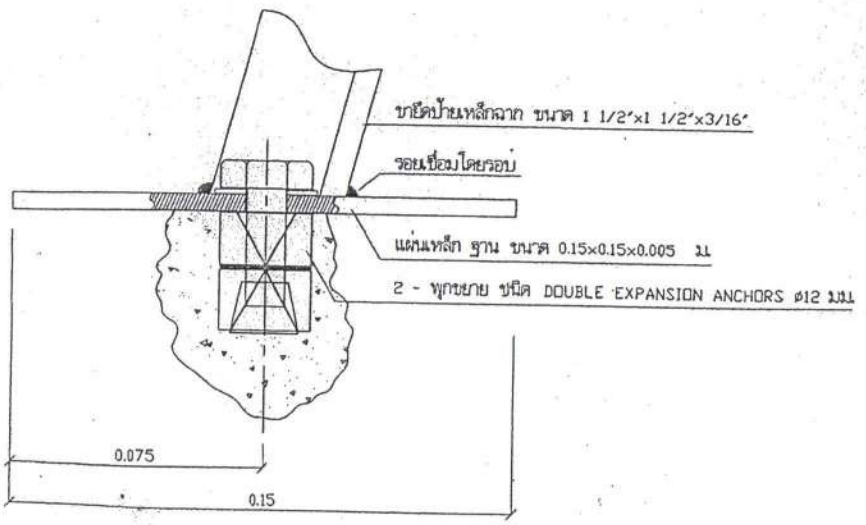 ขายึดป้ายเหล็กฉาก ขนาด 1 1/2"x1 1/2"x3/16"
รอยเชื่อมโดยรอบ
แผ่นเหล็ก ฐาน ขนาด 0.15x0.15x0.005 ม.
2 - พุกขยาย ชนิด DOUBLE EXPANSION ANCHORS ø12 มม.
0.075
0.15